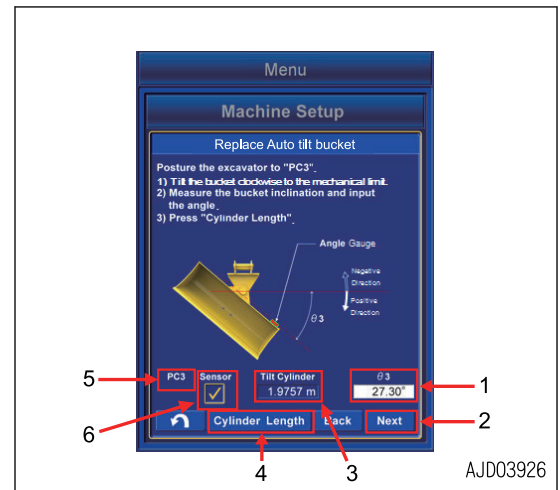 Menu
Machine Setup
Replace Auto tilt bucket
Posture the excavator to "PC3".
1) Tilt the bucket clockwise to the mechanical limit.
2) Measure the bucket inclination and input
the angle.
3) Press "Cylinder Length".
Angle Gauge
Negative
Direction
Positive
Direction
θ3
PC3 Sensor Tilt Cylinder θ3
1.9757 m 27.30°
Cylinder Length Back Next
5
6
4
3
1
2
AJD03926